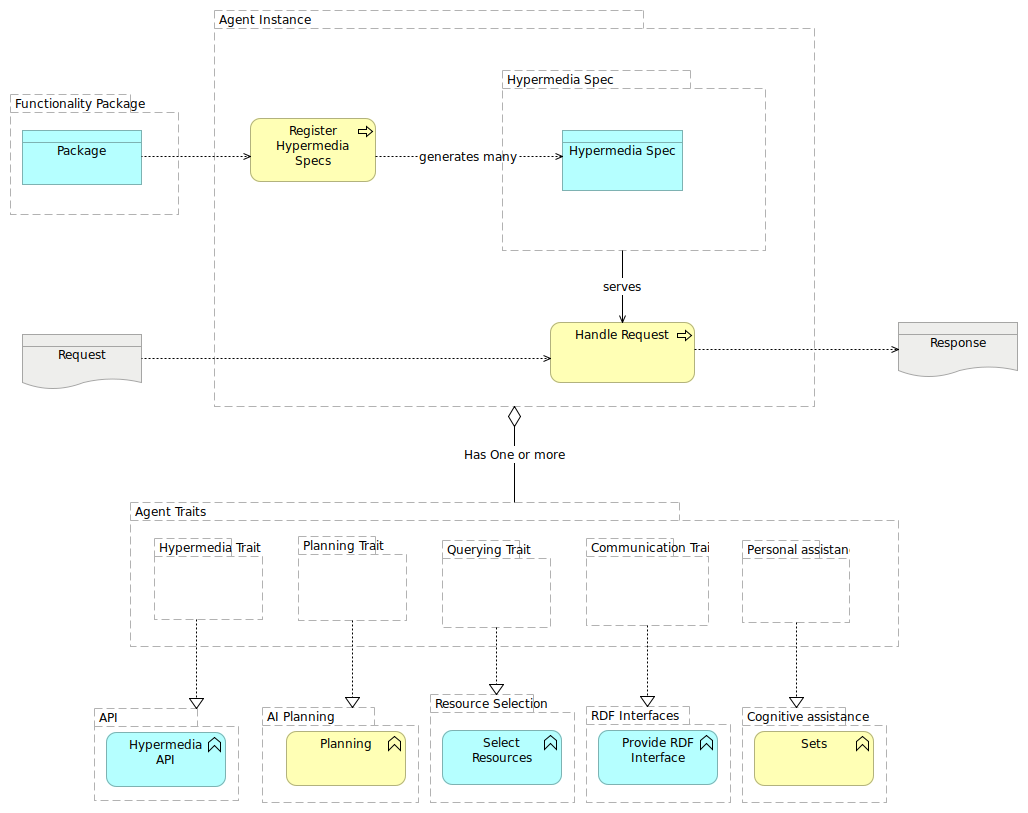 Agent Instance
Hypermedia Spec
Functionality Package
Register
Hypermedia
Specs
Package
generates many
Hypermedia Spec
serves
Handle Request
Request
Response
Has One or more
Agent Traits
Hypermedia Trait
Planning Trait
Querying Trait
Communication Trai
Personal assistan
API
AI Planning
Resource Selection
RDF Interfaces
Cognitive assistance
Hypermedia
API
Planning
Select
Resources
Provide RDF
Interface
Sets